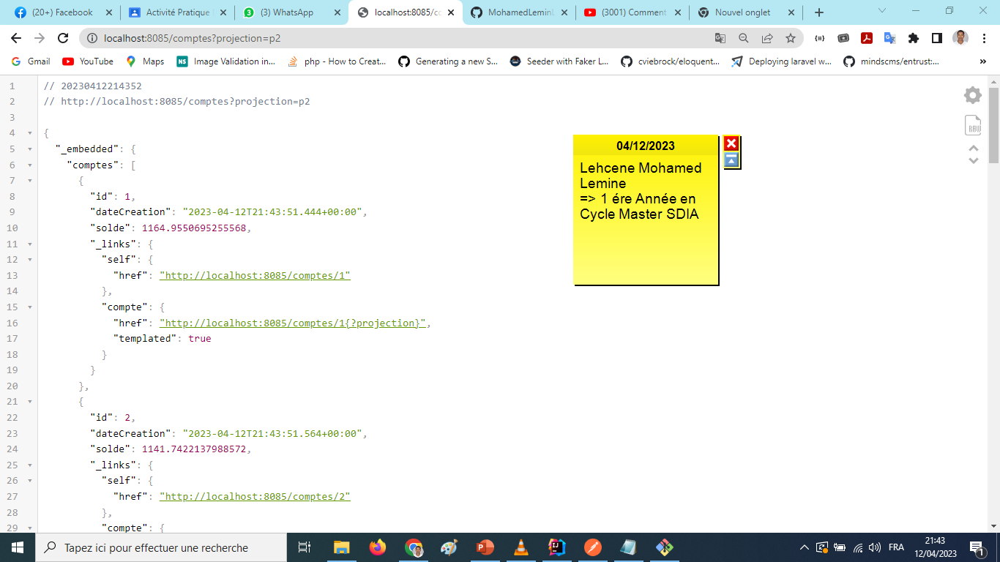 (20+) Facebook
Activité Pratique
(3) WhatsApp
localhost:8085/co
MohamedLemin
(3001) Comment
Nouvel onglet
localhost:8085/comptes?projection=p2
Gmail
YouTube
Maps
Image Validation in...
php - How to Creat...
Generating a new S...
Seeder with Faker L...
cviebrock/eloquent...
Deploying laravel w...
mindscms/entrust:...
»
1 // 20230412214352
2 // http://localhost:8085/comptes?projection=p2
3
4 {
5 "_embedded": {
6 "comptes": [
7 {
8 "id": 1,
9 "dateCreation": "2023-04-12T21:43:51.444+00:00",
10 "solde": 1164.9550695255568,
11 "_links": {
12 "self": {
13 "href": "http://localhost:8085/comptes/1"
14 },
15 "compte": {
16 "href": "http://localhost:8085/comptes/1{?projection}",
17 "templated": true
18 }
19 }
20 },
21 {
22 "id": 2,
23 "dateCreation": "2023-04-12T21:43:51.564+00:00",
24 "solde": 1141.7422137988572,
25 "_links": {
26 "self": {
27 "href": "http://localhost:8085/comptes/2"
28 },
29 "compte": {
RAW
04/12/2023
Lehcene Mohamed
Lemine
=> 1 ére Année en
Cycle Master SDIA
Tapez ici pour effectuer une recherche
FRA
21:43
12/04/2023
1